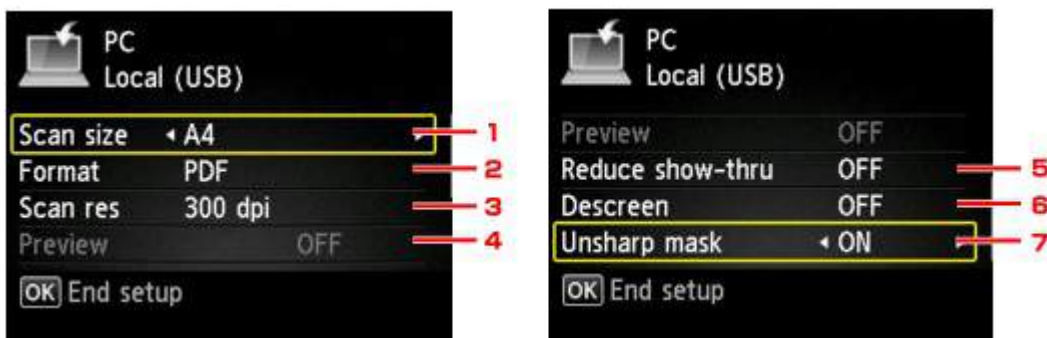 PC
Local (USB)
Scan size A4 1
Format PDF 2
Scan res 300 dpi 3
Preview OFF 4
OK End setup
PC
Local (USB)
Preview OFF
Reduce show-thru OFF 5
Descreen OFF 6
Unsharp mask ON 7
OK End setup